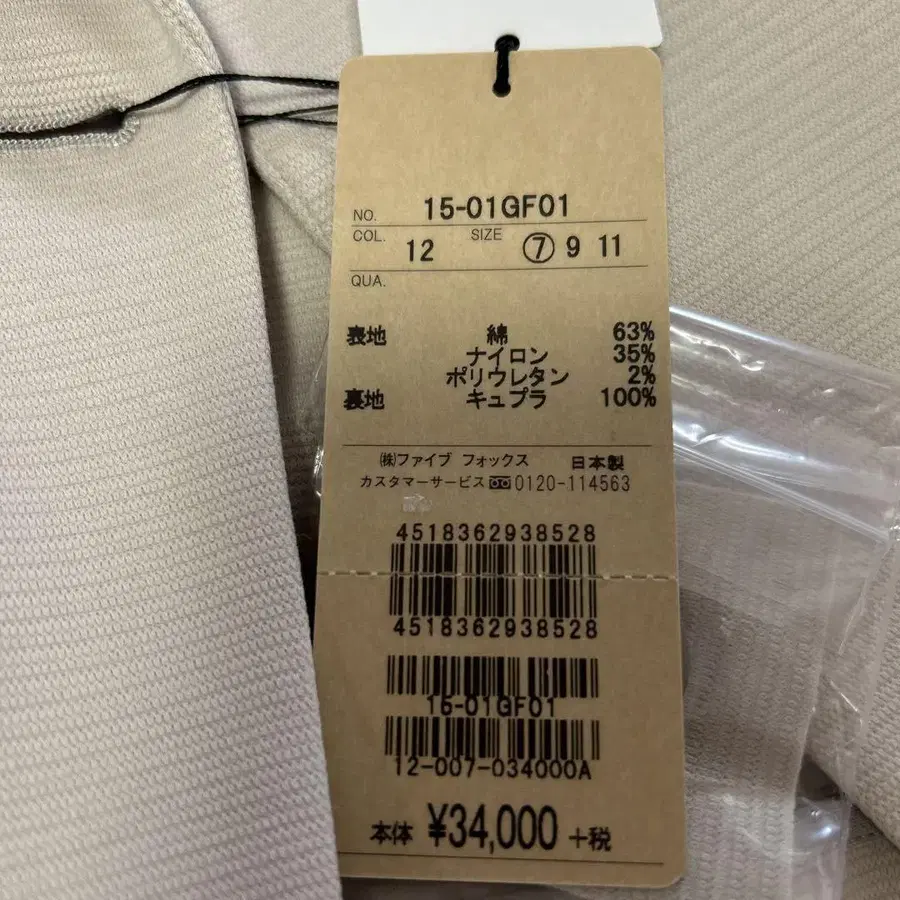 NO. 15-01GF01
COL. 12 SIZE 7 9 11
QUA.
表地 綿 63%
ナイロン 35%
ポリウレタン 2%
裏地 キュプラ 100%
㈱ファイブ フォックス 日本製
カスタマーサービス 0120-114563
4518362938528
4518362938528
15-01GF01
12-007-034000A
本体 ¥34,000 +税